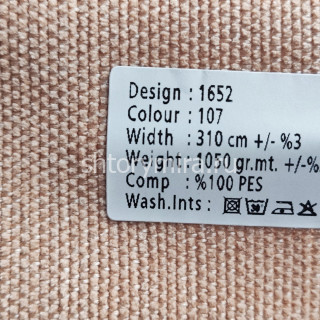 Design : 1652
Colour : 107
Width : 310 cm +/- %3
Weight : 1050 gr.mt. +/-%
Comp : %100 PES
Wash.Ints :